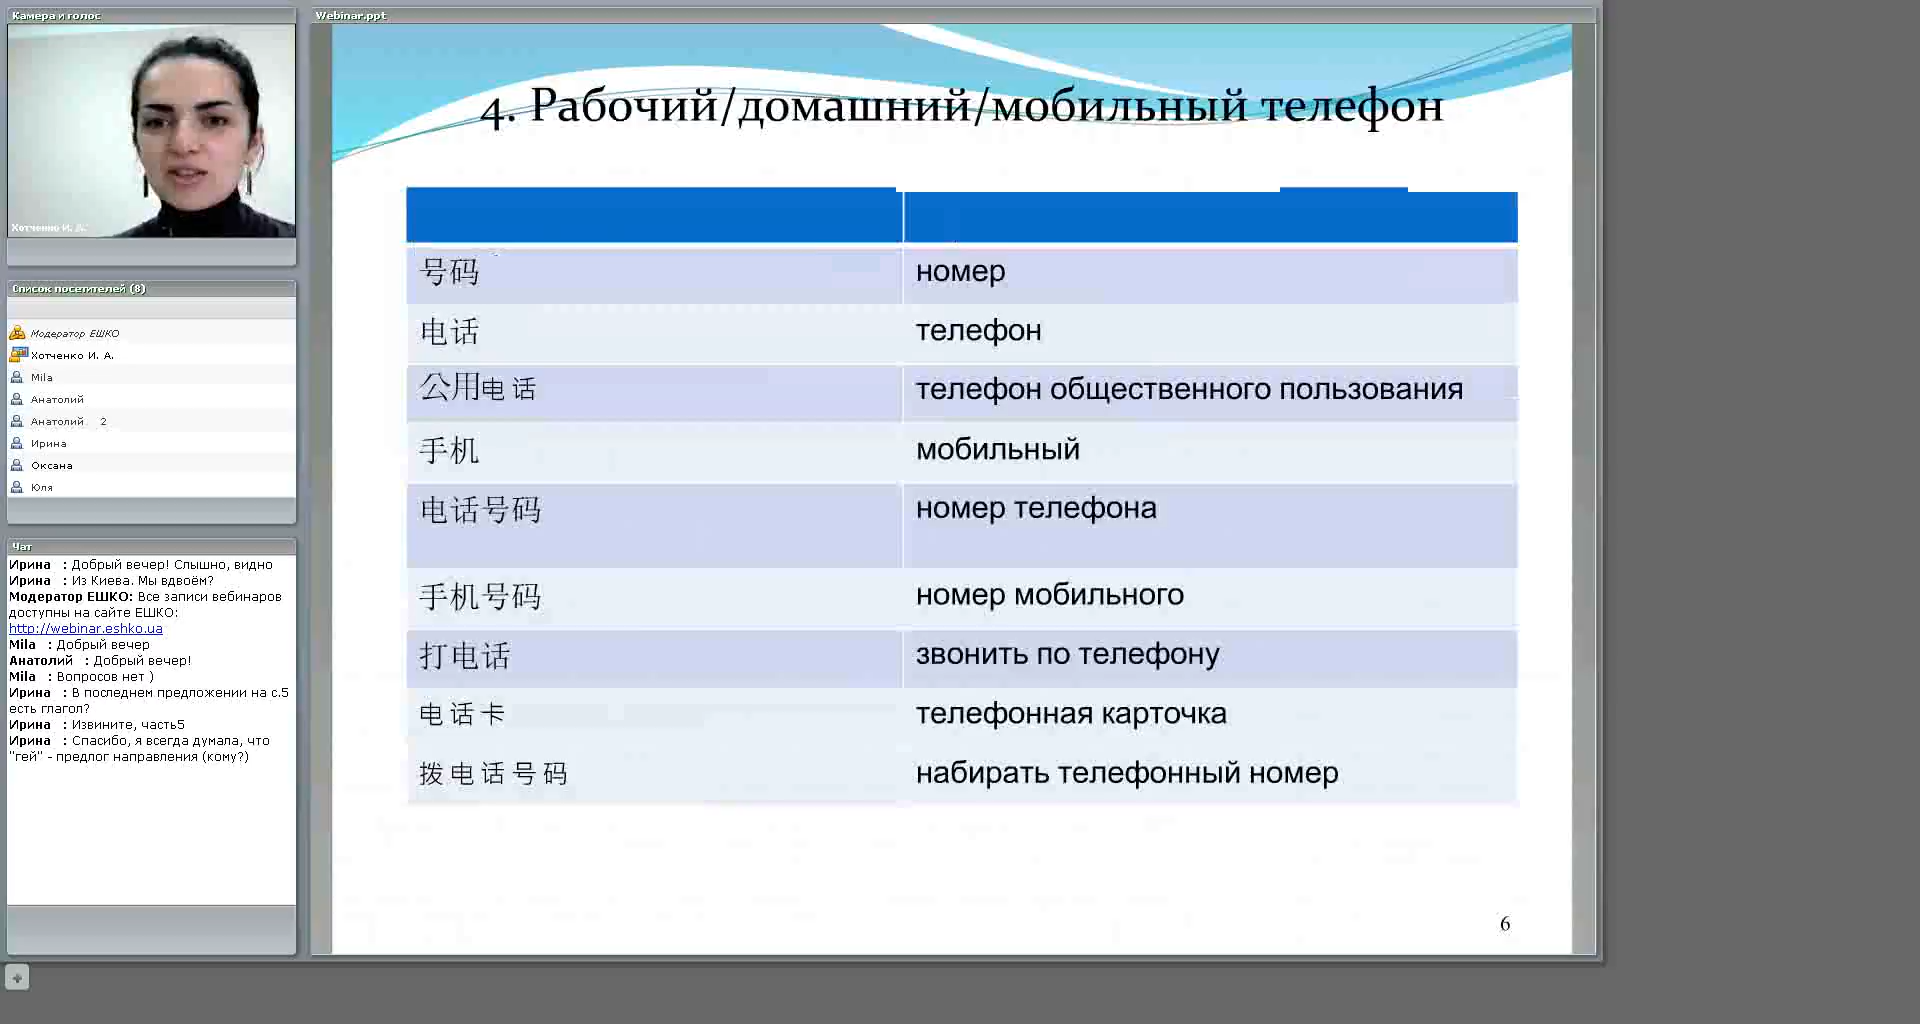 Камера и голос
Хотченко И. А.
Список посетителей (8)
Модератор ЕШКО
Хотченко И. А.
Mila
Анатолий
Анатолий 2
Ирина
Оксана
Юля
Чат
Ирина : Добрый вечер! Слышно, видно
Ирина : Из Киева. Мы вдвоём?
Модератор ЕШКО: Все записи вебинаров
доступны на сайте ЕШКО:
http://webinar.eshko.ua
Mila : Добрый вечер
Анатолий : Добрый вечер!
Mila : Вопросов нет )
Ирина : В последнем предложении на с.5
есть глагол?
Ирина : Извините, часть5
Ирина : Спасибо, я всегда думала, что
"гей" - предлог направления (кому?)
Webinar.ppt
4. Рабочий/домашний/мобильный телефон
号码 номер
电话 телефон
公用电话 телефон общественного пользования
手机 мобильный
电话号码 номер телефона
手机号码 номер мобильного
打电话 звонить по телефону
电话卡 телефонная карточка
拨电话号码 набирать телефонный номер
6